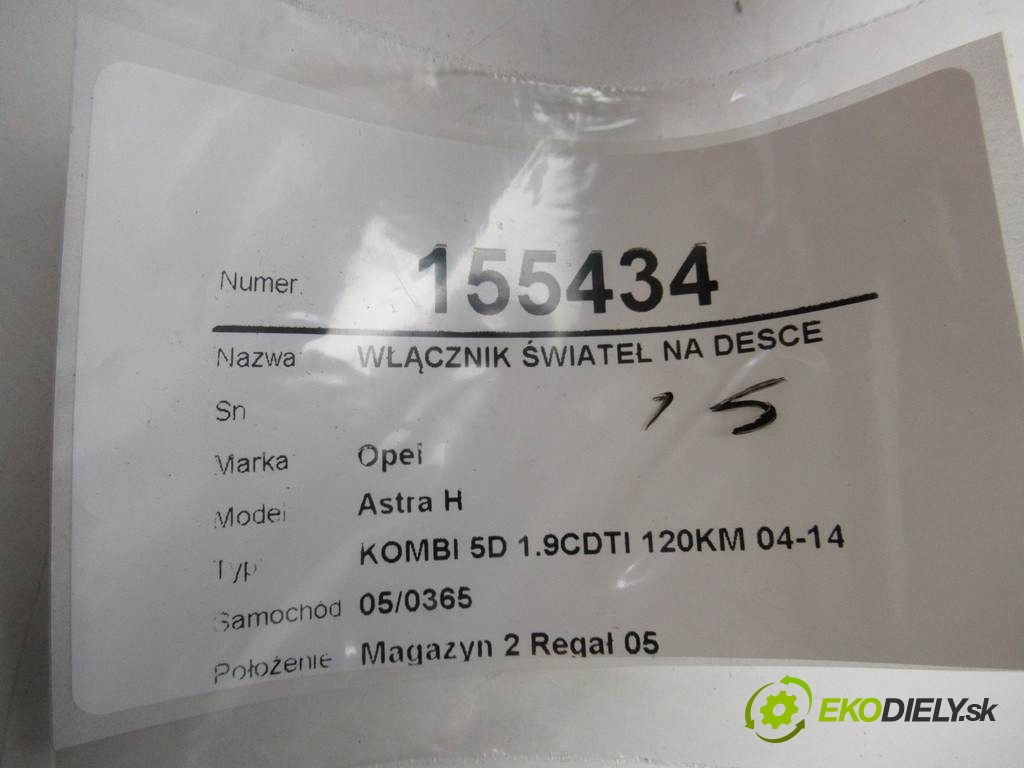 Numer. 155434
Nazwa WŁĄCZNIK ŚWIATEŁ NA DESCE
Sn
15
Marka Opel
Model Astra H
Typ KOMBI 5D 1.9CDTI 120KM 04-14
Samochód 05/0365
Położenie Magazyn 2 Regał 05
EKODIELY.sk